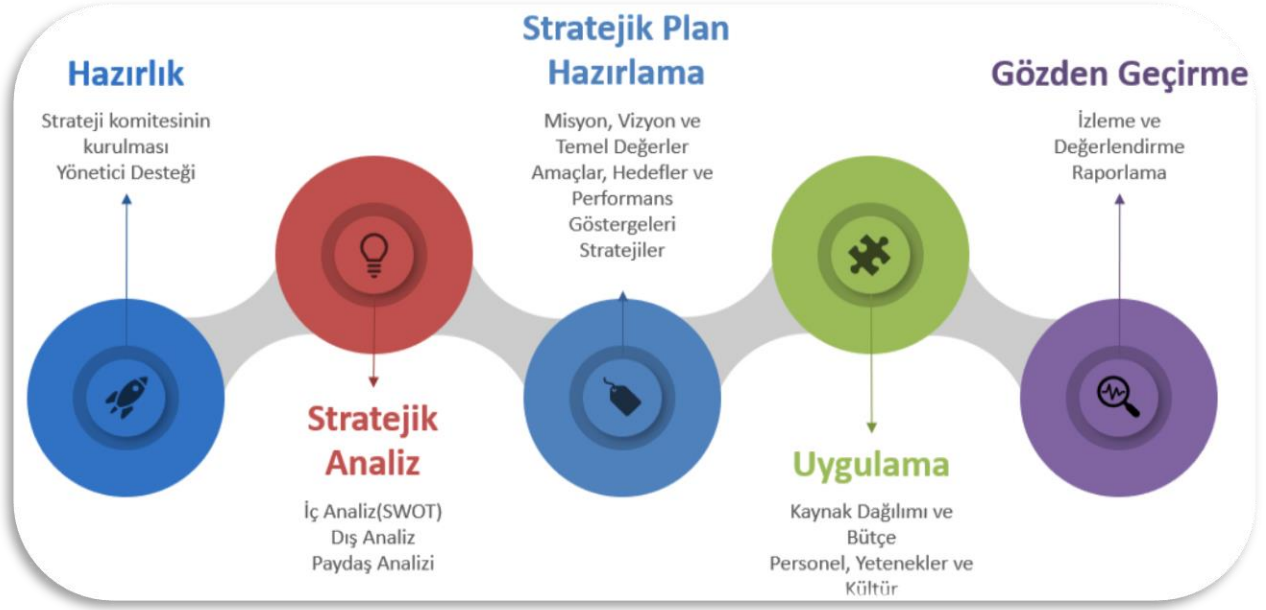 Hazırlık
Strateji komitesinin
kurulması
Yönetici Desteği
Stratejik
Analiz
İç Analiz(SWOT)
Dış Analiz
Paydaş Analizi
Stratejik Plan
Hazırlama
Misyon, Vizyon ve
Temel Değerler
Amaçlar, Hedefler ve
Performans
Göstergeleri
Stratejiler
Uygulama
Kaynak Dağılımı ve
Bütçe
Personel, Yetenekler ve
Kültür
Gözden Geçirme
İzleme ve
Değerlendirme
Raporlama